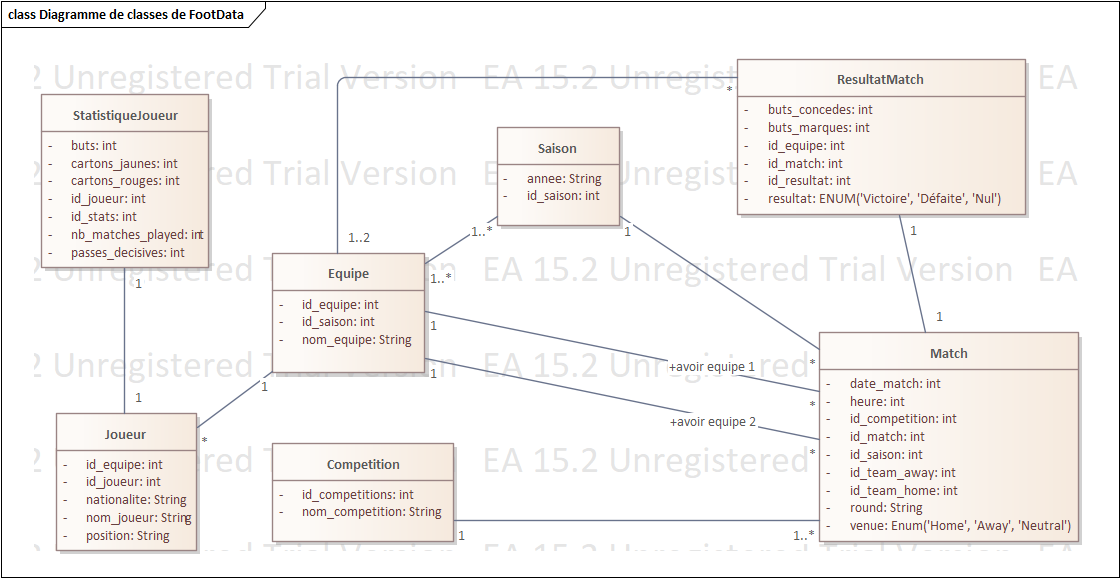 class Diagramme de classes de FootData
2 Unregistered Trial Version EA 15.2 Unregistered Trial Version EA
StatistiqueJoueur
- buts: int
- cartons_jaunes: int
- cartons_rouges: int
- id_joueur: int
- id_stats: int
- nb_matches_played: int
- passes_decisives: int
Saison
- annee: String
- id_saison: int
ResultatMatch
- buts_concedes: int
- buts_marques: int
- id_equipe: int
- id_match: int
- id_resultat: int
- resultat: ENUM('Victoire', 'Défaite', 'Nul')
*
1..2
1..*
1
1
Equipe
- id_equipe: int
- id_saison: int
- nom_equipe: String
1..*
1
1
1
1
+avoir equipe 1
+avoir equipe 2
1
*
*
*
Match
- date_match: int
- heure: int
- id_competition: int
- id_match: int
- id_saison: int
- id_team_away: int
- id_team_home: int
- round: String
- venue: Enum('Home', 'Away', 'Neutral')
1
*
Joueur
- id_equipe: int
- id_joueur: int
- nationalite: String
- nom_joueur: String
- position: String
Competition
- id_competitions: int
- nom_competition: String
1
1..*